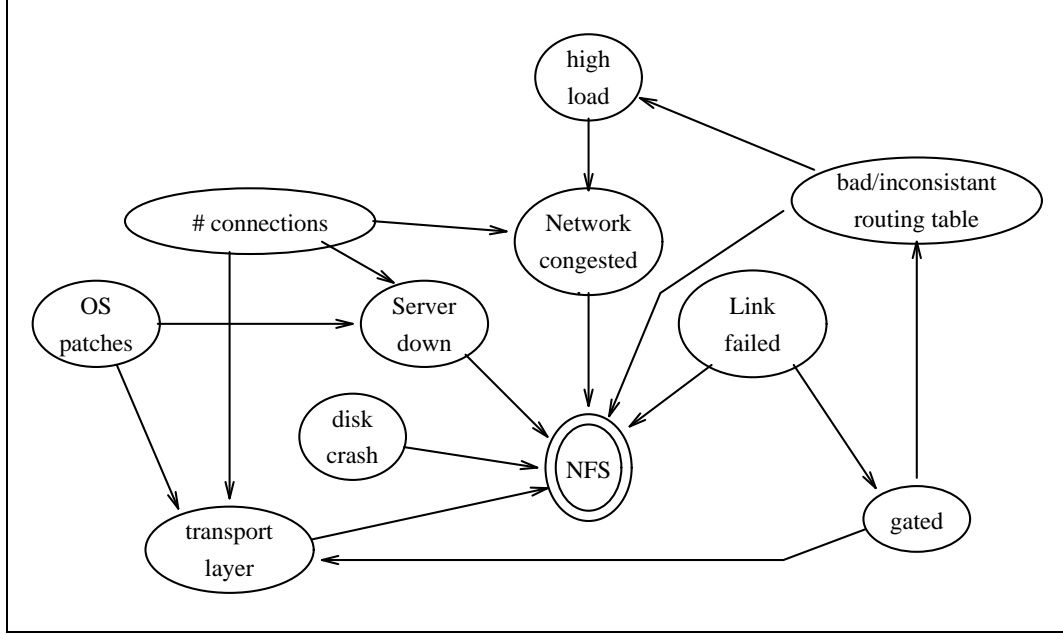 high
load
bad/inconsistant
routing table
# connections
Network
congested
OS
patches
Server
down
Link
failed
disk
crash
NFS
gated
transport
layer